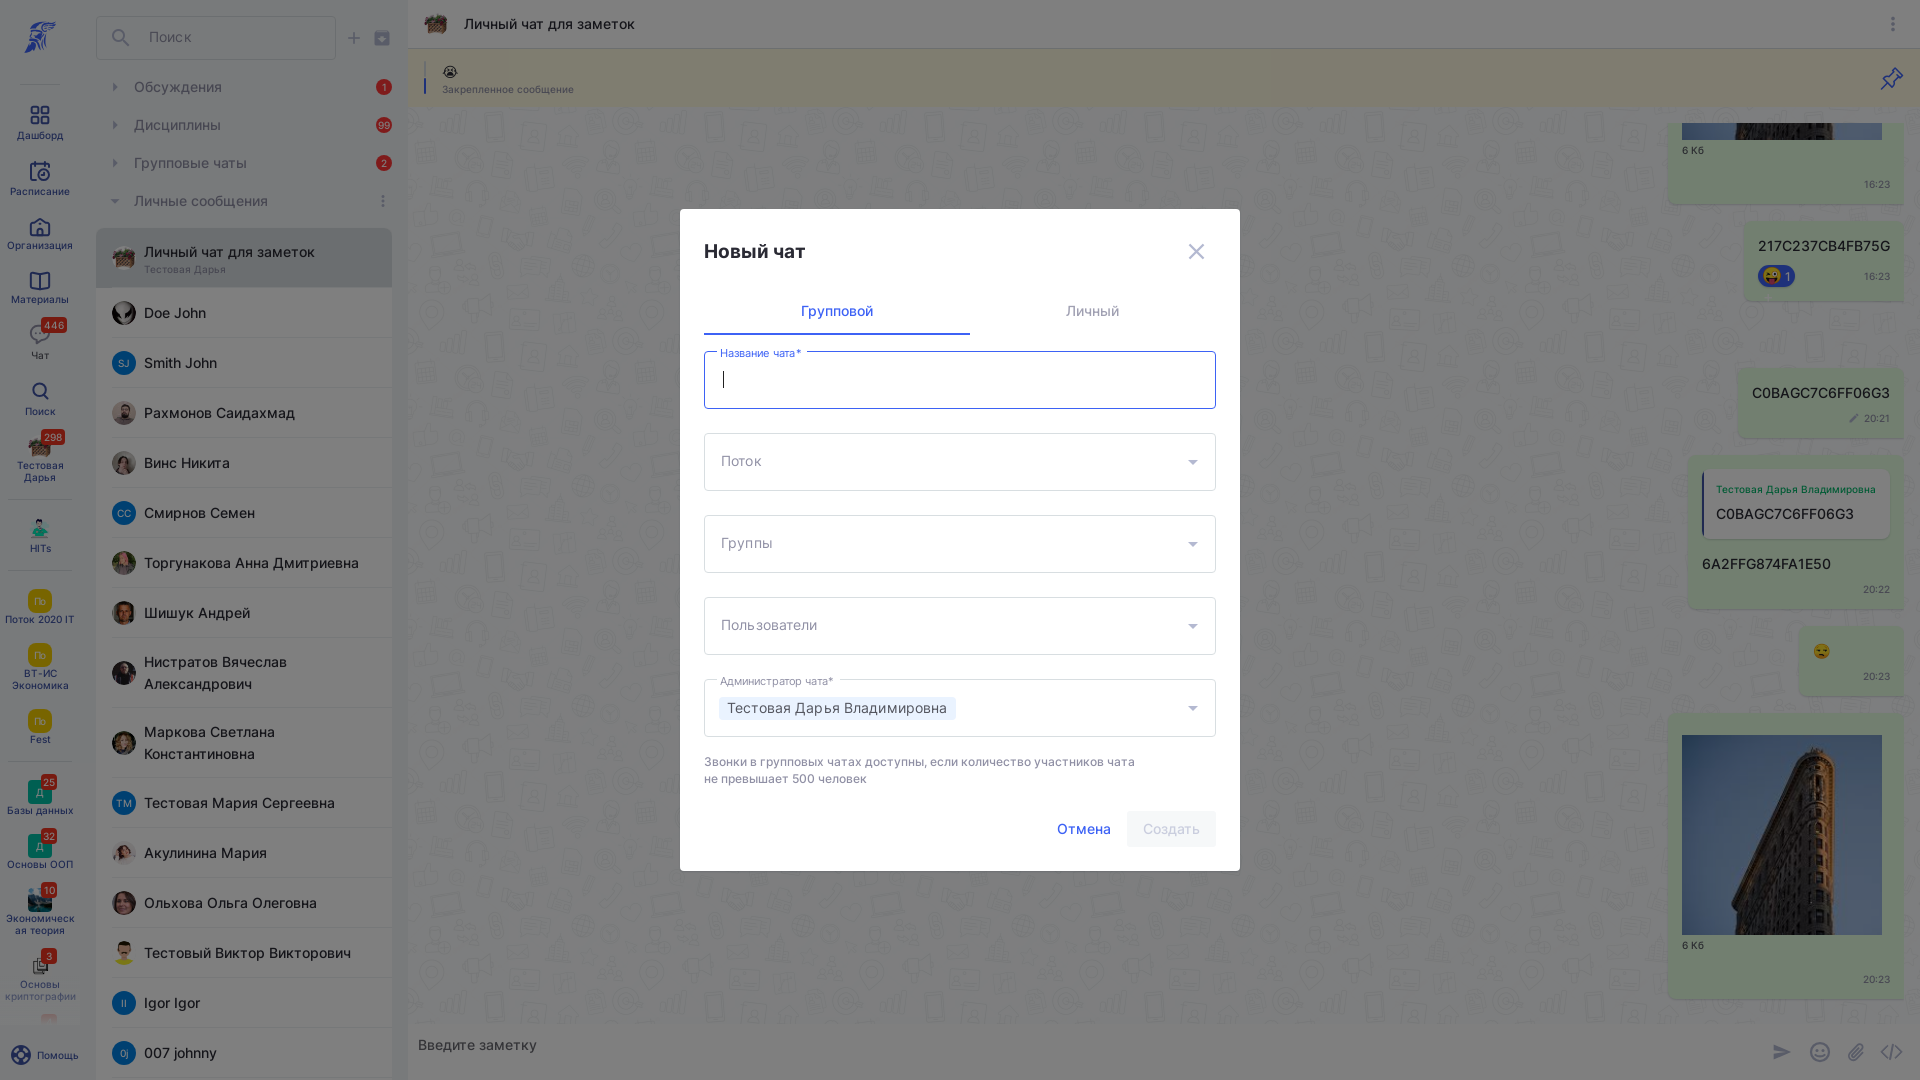 Поиск
Обсуждения
1
Дисциплины
99
Групповые чаты
2
Личные сообщения
Личный чат для заметок
Тестовая Дарья
Doe John
SJ
Smith John
Рахмонов Саидахмад
Винс Никита
СС
Смирнов Семен
Торгунакова Анна Дмитриевна
Шишук Андрей
Нистратов Вячеслав
Александрович
Маркова Светлана
Константиновна
ТМ
Тестовая Мария Сергеевна
Акулинина Мария
Ольхова Ольга Олеговна
Тестовый Виктор Викторович
II
Igor Igor
0j
007 johnny
Дашборд
Расписание
Организация
Материалы
446
Чат
Поиск
298
Тестовая
Дарья
HITs
По
Поток 2020 IT
По
ВТ-ИС
Экономика
По
Fest
25
Д
Базы данных
32
Д
Основы ООП
10
Экономическ
ая теория
3
Основы
криптографии
Помощь
Личный чат для заметок
Закрепленное сообщение
6 Кб
16:23
217C237CB4FB75G
1
16:23
C0BAGC7C6FF06G3
20:21
Тестовая Дарья Владимировна
C0BAGC7C6FF06G3
6A2FFG874FA1E50
20:22
20:23
6 Кб
20:23
Введите заметку
Новый чат
Групповой
Личный
Название чата*
Поток
Группы
Пользователи
Администратор чата*
Тестовая Дарья Владимировна
Звонки в групповых чатах доступны, если количество участников чата
не превышает 500 человек
Отмена
Создать